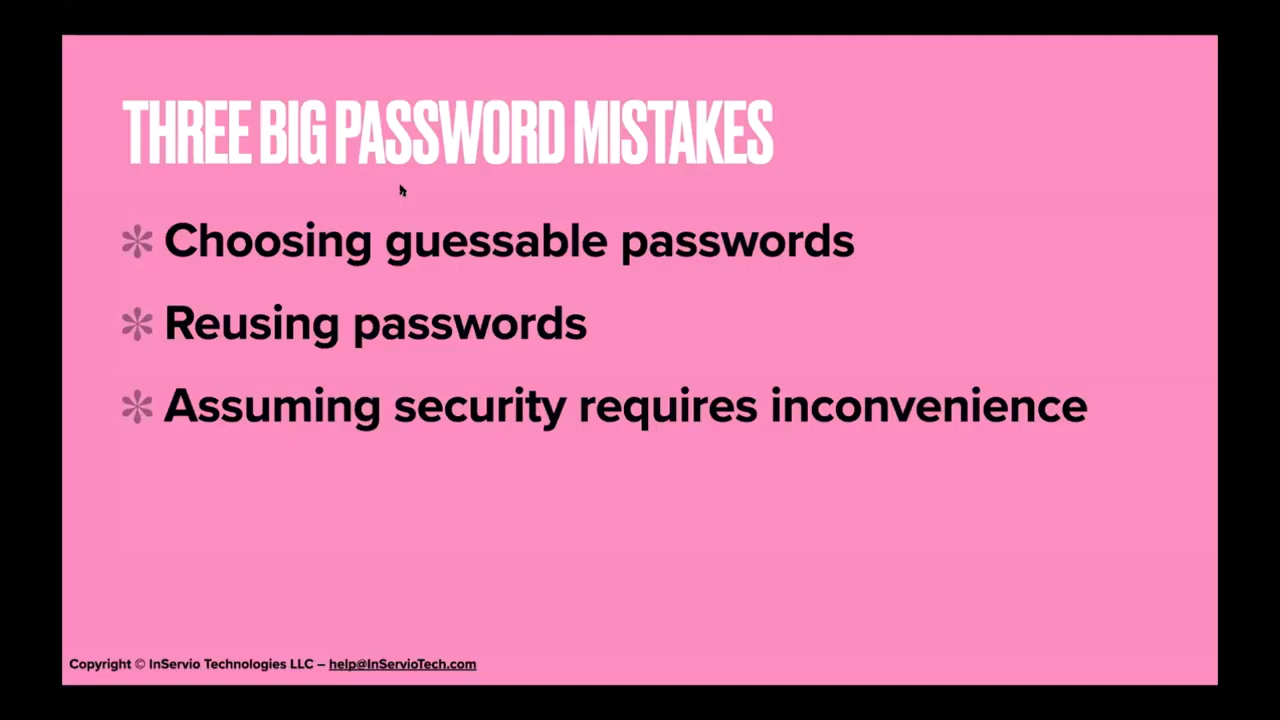 THREE BIG PASSWORD MISTAKES
* Choosing guessable passwords
* Reusing passwords
* Assuming security requires inconvenience
Copyright © InServio Technologies LLC – help@InServioTech.com